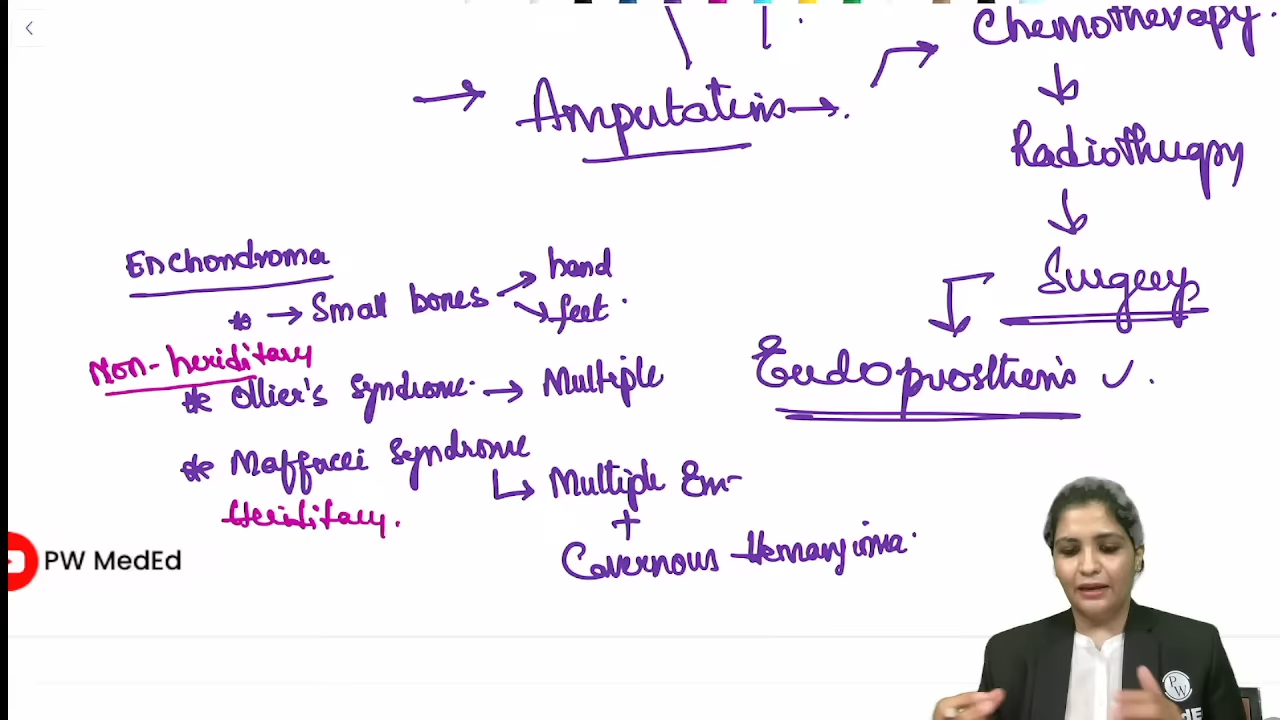 Chemotherapy.
Amputations
Radiotherapy
Surgery
Endoprosthesis
Enchondroma
* → Small bones → hand
→ feet.
Non-heriditary
* Ollier's Syndrome. → Multiple
* Maffucci Syndrome
→ Multiple En-
Heriditary.
+
Cavernous Hemangioma.
PW MedEd